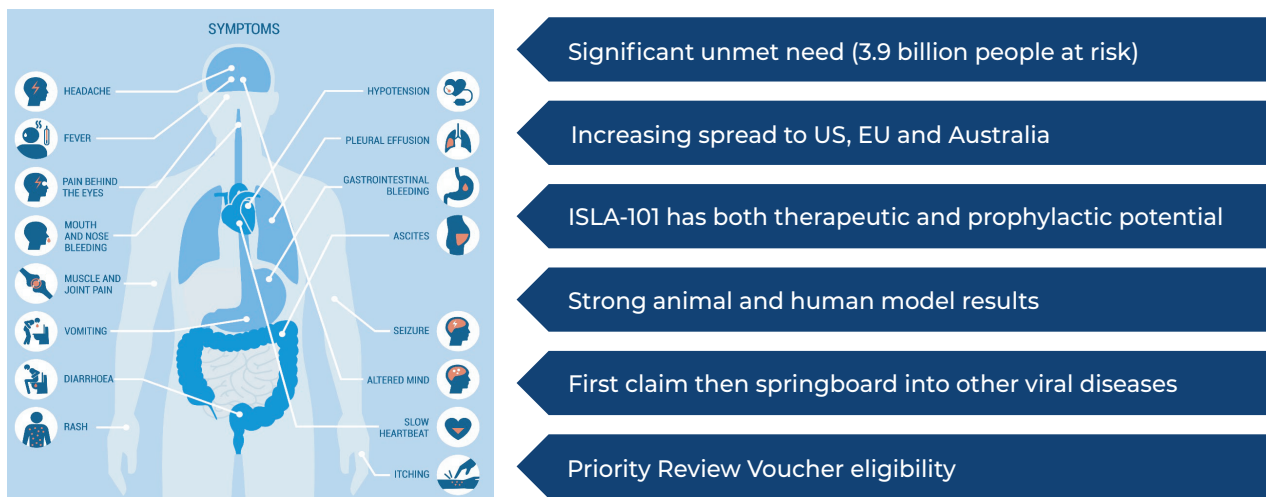 SYMPTOMS
HEADACHE
FEVER
PAIN BEHIND
THE EYES
MOUTH
AND NOSE
BLEEDING
MUSCLE AND
JOINT PAIN
VOMITING
DIARRHOEA
RASH
HYPOTENSION
PLEURAL EFFUSION
GASTROINTESTINAL
BLEEDING
ASCITES
SEIZURE
ALTERED MIND
SLOW
HEARTBEAT
ITCHING
Significant unmet need (3.9 billion people at risk)
Increasing spread to US, EU and Australia
ISLA-101 has both therapeutic and prophylactic potential
Strong animal and human model results
First claim then springboard into other viral diseases
Priority Review Voucher eligibility